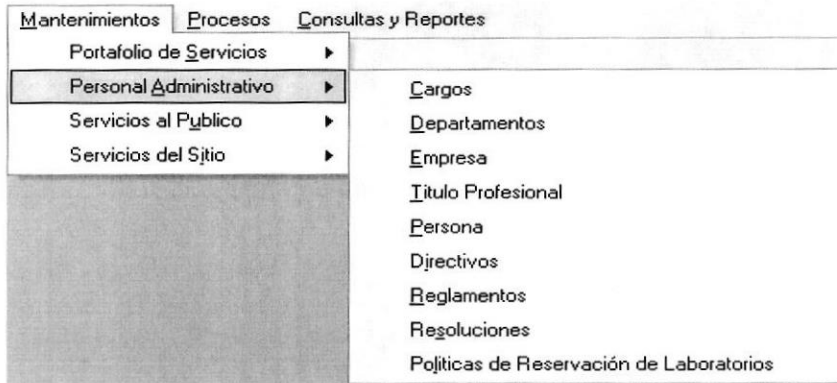 Mantenimientos Procesos Consultas y Reportes
Portafolio de Servicios
Personal Administrativo
Servicios al Publico
Servicios del Sitio
Cargos
Departamentos
Empresa
Titulo Profesional
Persona
Directivos
Reglamentos
Resoluciones
Politicas de Reservación de Laboratorios